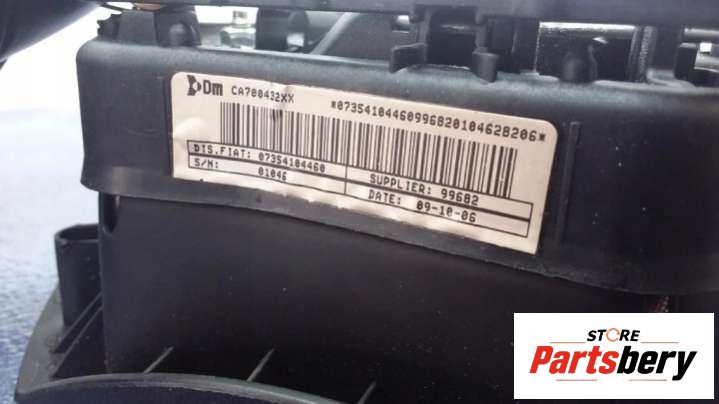 Dm CA700432XX *07354104460996820104628206*
DIS.FIAT: 07354104460
S/N: 01046
SUPPLIER: 99682
DATE: 09-10-06
STORE
Partsbery